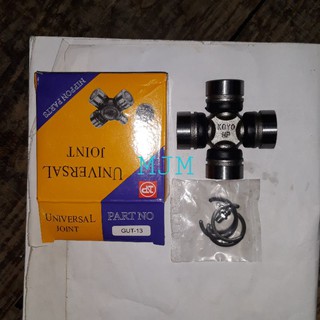 NIPPON PARTS
UNIVERSAL
JOINT
UNIVERSAL
JOINT
PART NO
GUT-13
KOYO
MJM